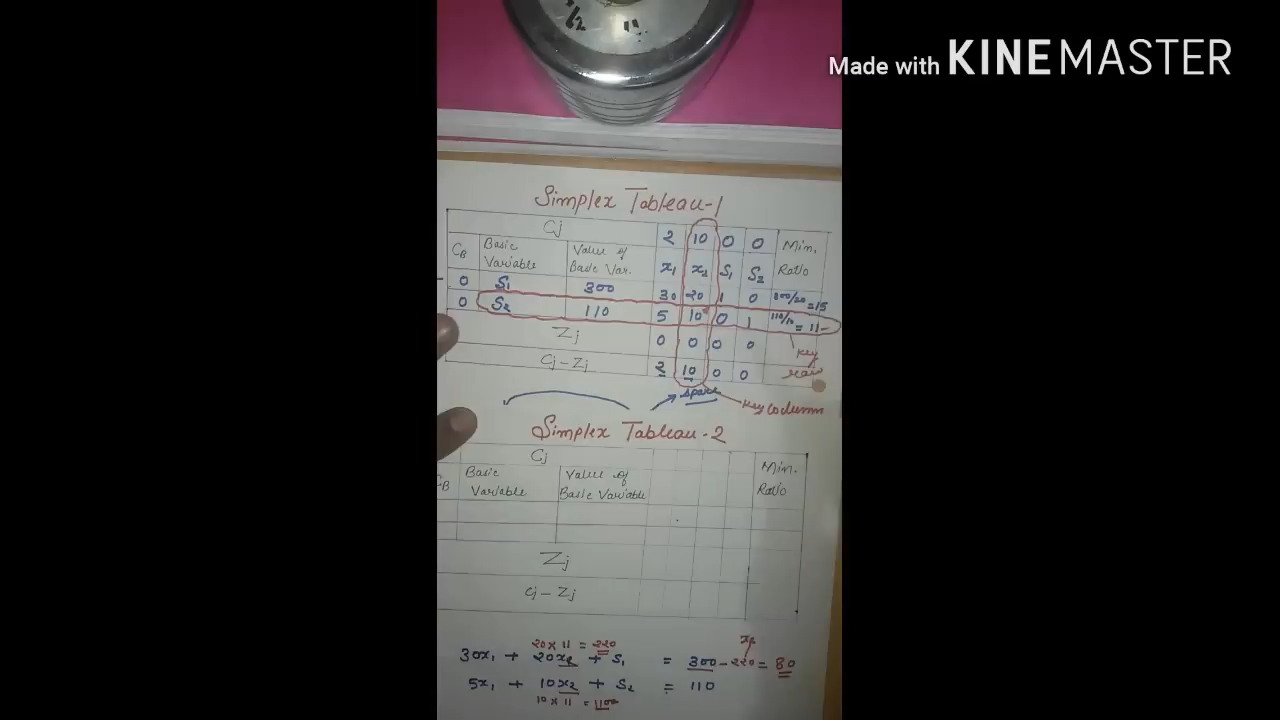 Made with KINEMASTER
Simplex Tableau-1
Cj 2 10 0 0 Min. Ratio
CB Basic Variable Value of Basic Var. x₁ x₂ S₁ S₂
0 S₁ 300 30 20 1 0 300/20 = 15
0 S₂ 110 5 10 0 1 110/10 = 11
Zj 0 0 0 0 key
Cj - Zj 2 10 0 0 raw
Key Column
Simplex Tableau-2
Cj Min. Ratio
CB Basic Variable Value of Basic Variable
Zj
Cj - Zj
20 x 11 = 220 x₂
30x₁ + 20x₂ + S₁ = 300 - 220 = 80
5x₁ + 10x₂ + S₂ = 110
10 x 11 = 110